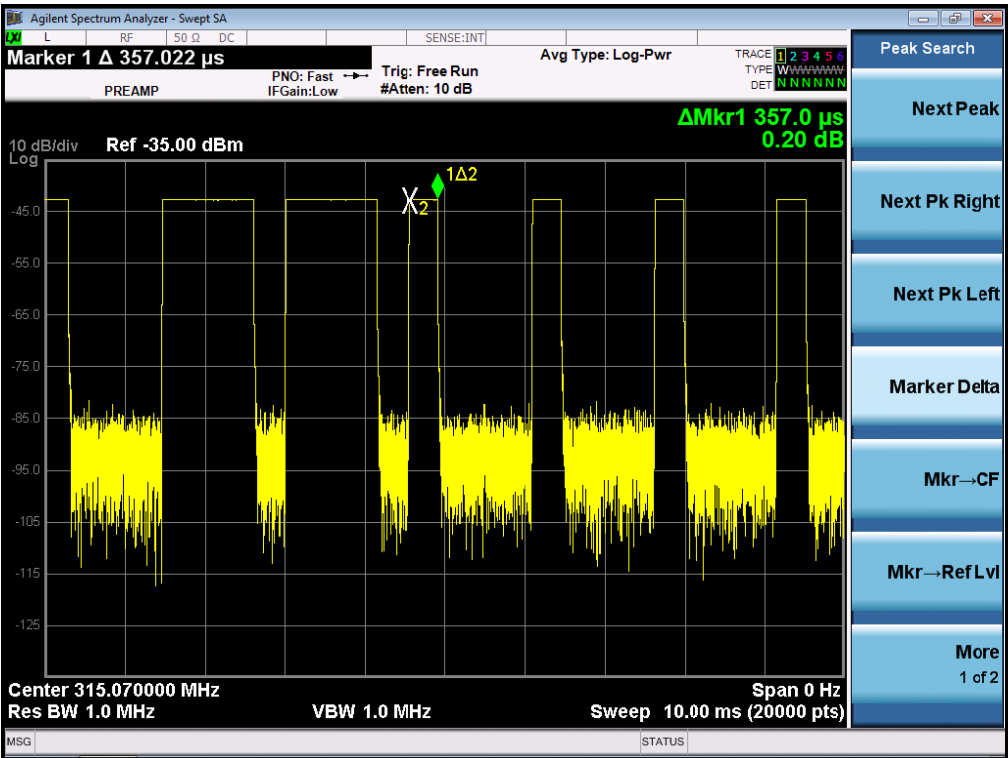 Agilent Spectrum Analyzer - Swept SA
LXI L RF 50 Ω DC SENSE:INT
Marker 1 Δ 357.022 µs
PREAMP
PNO: Fast
IFGain:Low
Trig: Free Run
#Atten: 10 dB
Avg Type: Log-Pwr
TRACE 1 2 3 4 5 6
TYPE WWWWWW
DET N N N N N N
ΔMkr1 357.0 µs
0.20 dB
10 dB/div Ref -35.00 dBm
Log
1Δ2
X2
-45.0
-55.0
-65.0
-75.0
-85.0
-95.0
-105
-115
-125
Center 315.070000 MHz Span 0 Hz
Res BW 1.0 MHz VBW 1.0 MHz Sweep 10.00 ms (20000 pts)
MSG STATUS
Peak Search
Next Peak
Next Pk Right
Next Pk Left
Marker Delta
Mkr→CF
Mkr→Ref Lvl
More
1 of 2